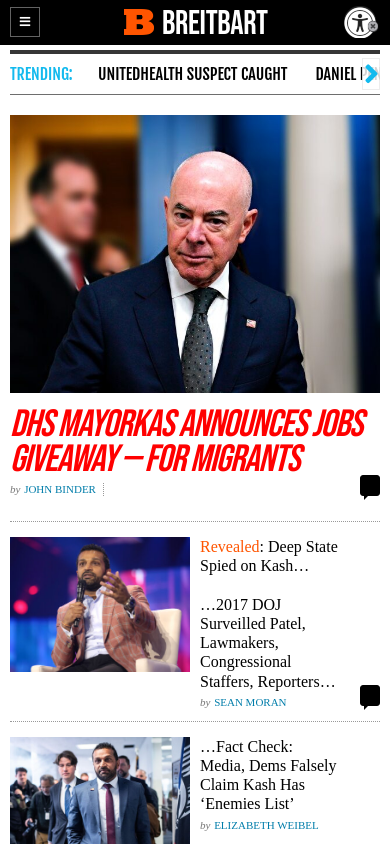 BREITBART
TRENDING:
UNITEDHEALTH SUSPECT CAUGHT
DANIEL
DHS MAYORKAS ANNOUNCES JOBS
GIVEAWAY — FOR MIGRANTS
by JOHN BINDER
Revealed: Deep State
Spied on Kash…
…2017 DOJ
Surveilled Patel,
Lawmakers,
Congressional
Staffers, Reporters…
by SEAN MORAN
…Fact Check:
Media, Dems Falsely
Claim Kash Has
‘Enemies List’
by ELIZABETH WEIBEL